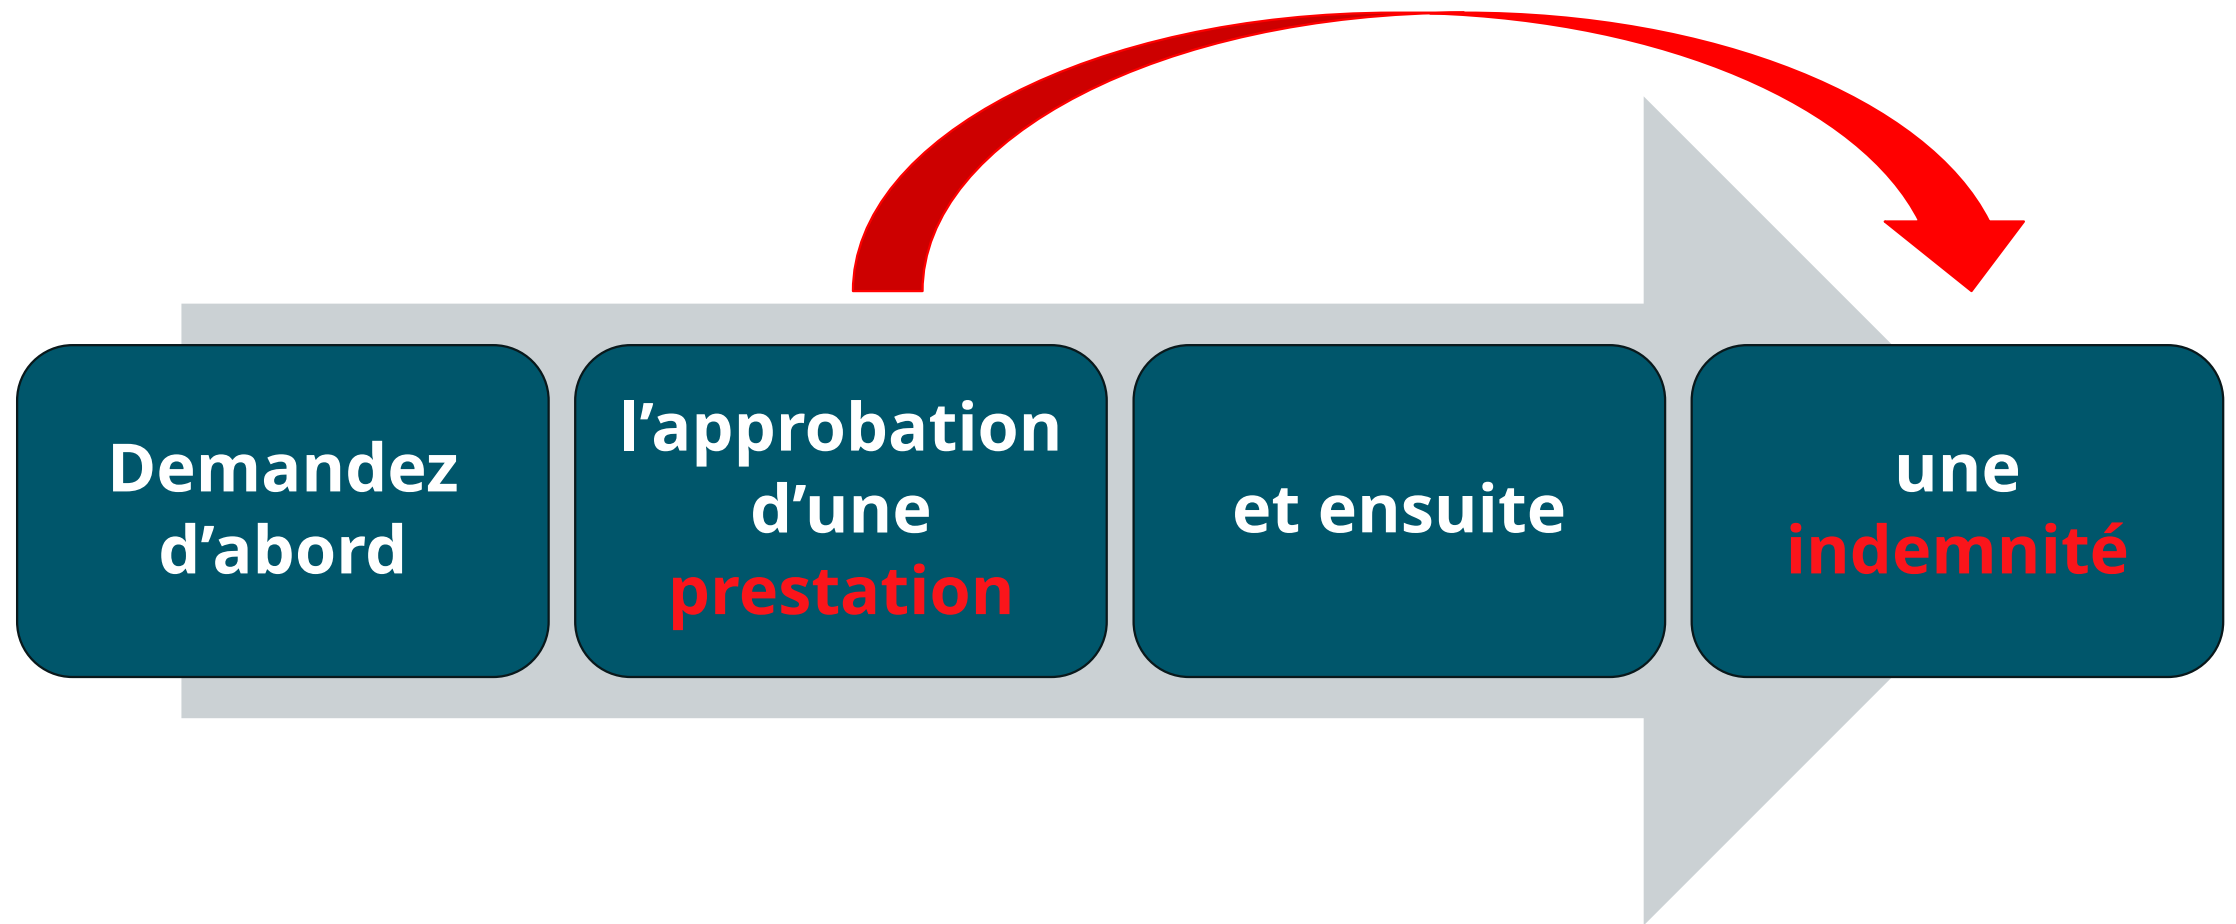 Demandez
d’abord
l’approbation
d’une
prestation
et ensuite
une
indemnité